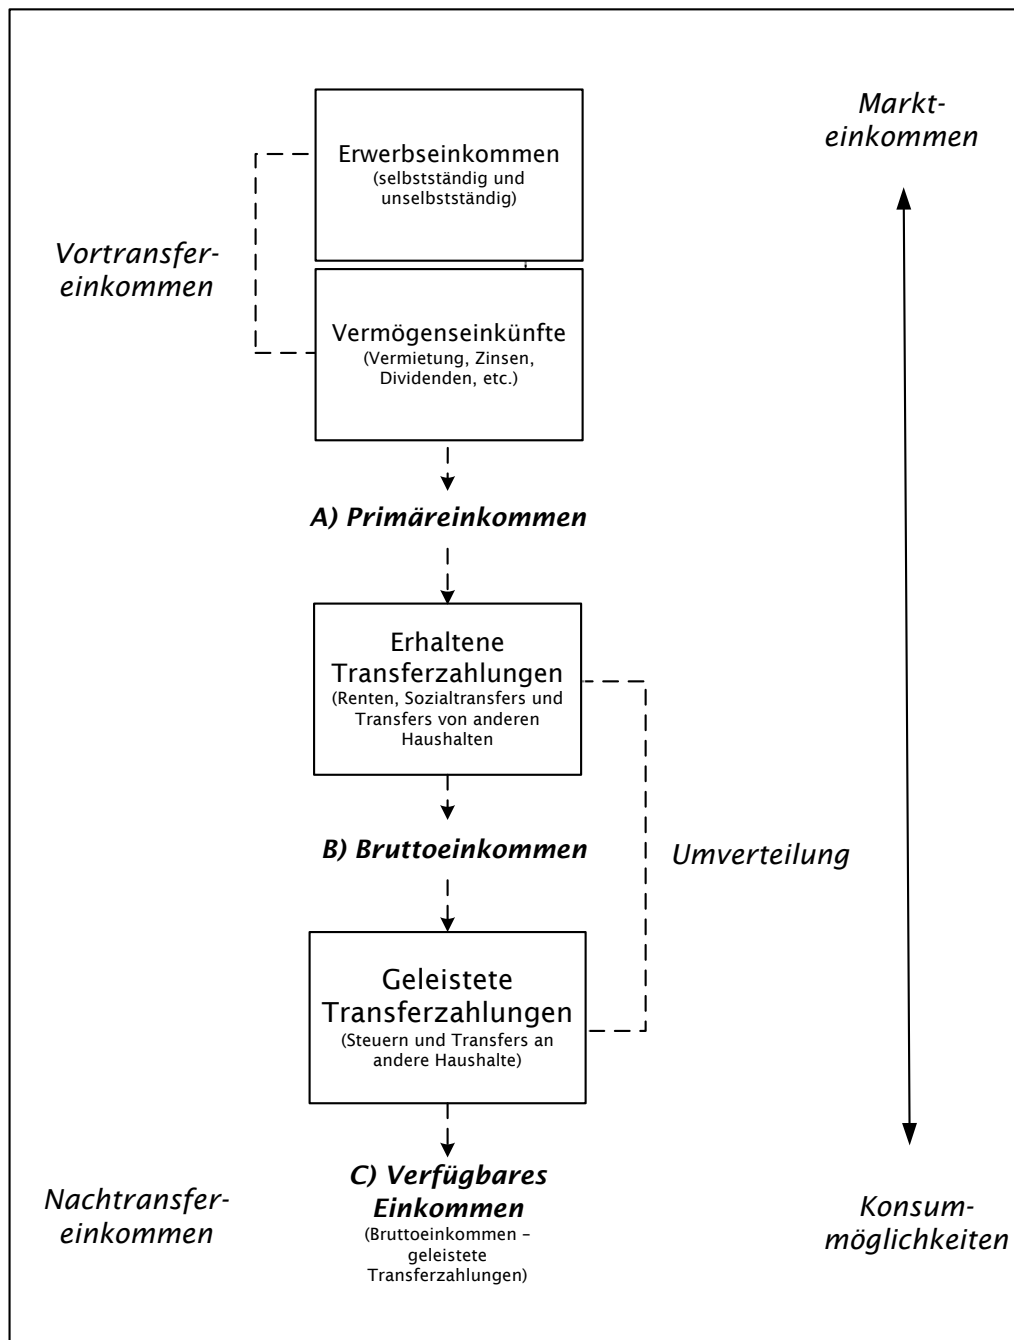 Markt-
einkommen
Erwerbseinkommen
(selbstständig und
unselbstständig)
Vortransfer-
einkommen
Vermögenseinkünfte
(Vermietung, Zinsen,
Dividenden, etc.)
A) Primäreinkommen
Erhaltene
Transferzahlungen
(Renten, Sozialtransfers und
Transfers von anderen
Haushalten
B) Bruttoeinkommen
Umverteilung
Geleistete
Transferzahlungen
(Steuern und Transfers an
andere Haushalte)
C) Verfügbares
Einkommen
(Bruttoeinkommen –
geleistete
Transferzahlungen)
Nachtransfer-
einkommen
Konsum-
möglichkeiten